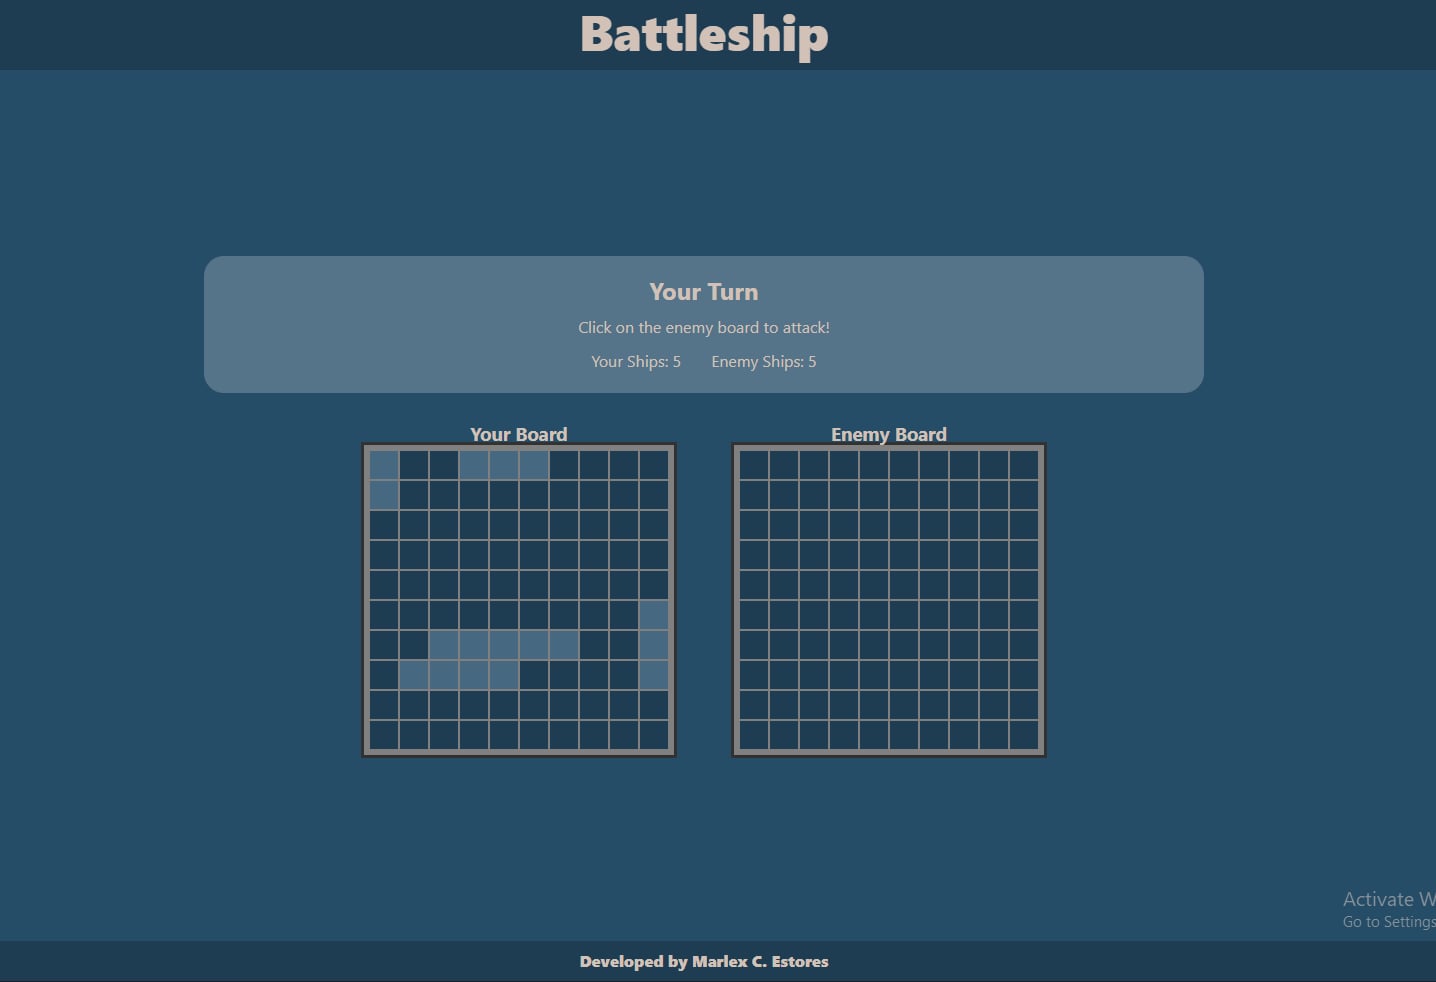 Battleship
Your Turn
Click on the enemy board to attack!
Your Ships: 5 Enemy Ships: 5
Your Board Enemy Board
Activate W
Go to Settings
Developed by Marlex C. Estores